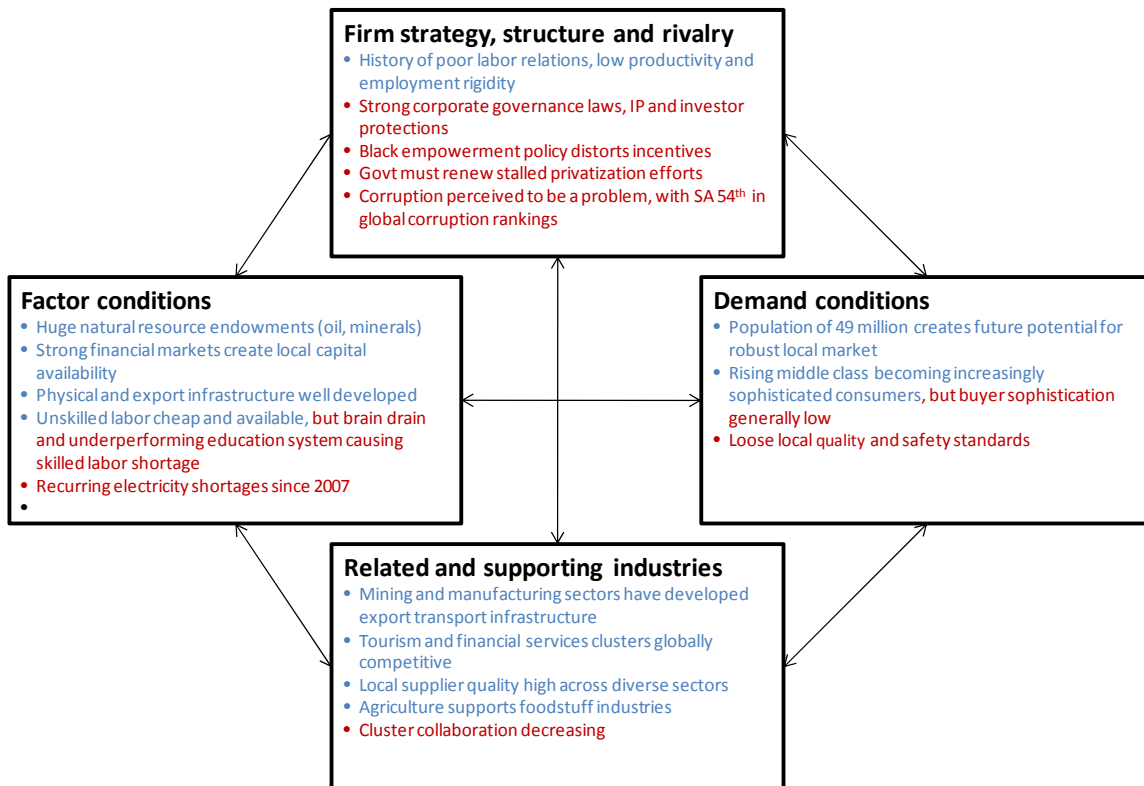 Firm strategy, structure and rivalry
• History of poor labor relations, low productivity and
employment rigidity
• Strong corporate governance laws, IP and investor
protections
• Black empowerment policy distorts incentives
• Govt must renew stalled privatization efforts
• Corruption perceived to be a problem, with SA 54th in
global corruption rankings
Factor conditions
• Huge natural resource endowments (oil, minerals)
• Strong financial markets create local capital
availability
• Physical and export infrastructure well developed
• Unskilled labor cheap and available, but brain drain
and underperforming education system causing
skilled labor shortage
• Recurring electricity shortages since 2007
•
Demand conditions
• Population of 49 million creates future potential for
robust local market
• Rising middle class becoming increasingly
sophisticated consumers, but buyer sophistication
generally low
• Loose local quality and safety standards
Related and supporting industries
• Mining and manufacturing sectors have developed
export transport infrastructure
• Tourism and financial services clusters globally
competitive
• Local supplier quality high across diverse sectors
• Agriculture supports foodstuff industries
• Cluster collaboration decreasing